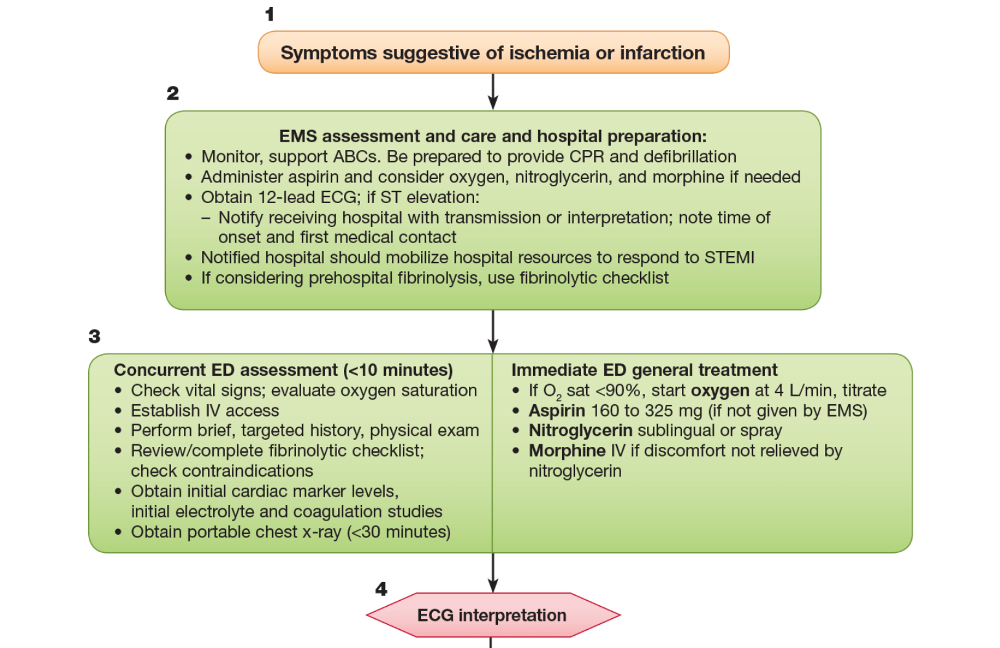 1
Symptoms suggestive of ischemia or infarction
2
EMS assessment and care and hospital preparation:
• Monitor, support ABCs. Be prepared to provide CPR and defibrillation
• Administer aspirin and consider oxygen, nitroglycerin, and morphine if needed
• Obtain 12-lead ECG; if ST elevation:
– Notify receiving hospital with transmission or interpretation; note time of
onset and first medical contact
• Notified hospital should mobilize hospital resources to respond to STEMI
• If considering prehospital fibrinolysis, use fibrinolytic checklist
3
Concurrent ED assessment (<10 minutes)
• Check vital signs; evaluate oxygen saturation
• Establish IV access
• Perform brief, targeted history, physical exam
• Review/complete fibrinolytic checklist;
check contraindications
• Obtain initial cardiac marker levels,
initial electrolyte and coagulation studies
• Obtain portable chest x-ray (<30 minutes)
Immediate ED general treatment
• If O₂ sat <90%, start oxygen at 4 L/min, titrate
• Aspirin 160 to 325 mg (if not given by EMS)
• Nitroglycerin sublingual or spray
• Morphine IV if discomfort not relieved by
nitroglycerin
4
ECG interpretation